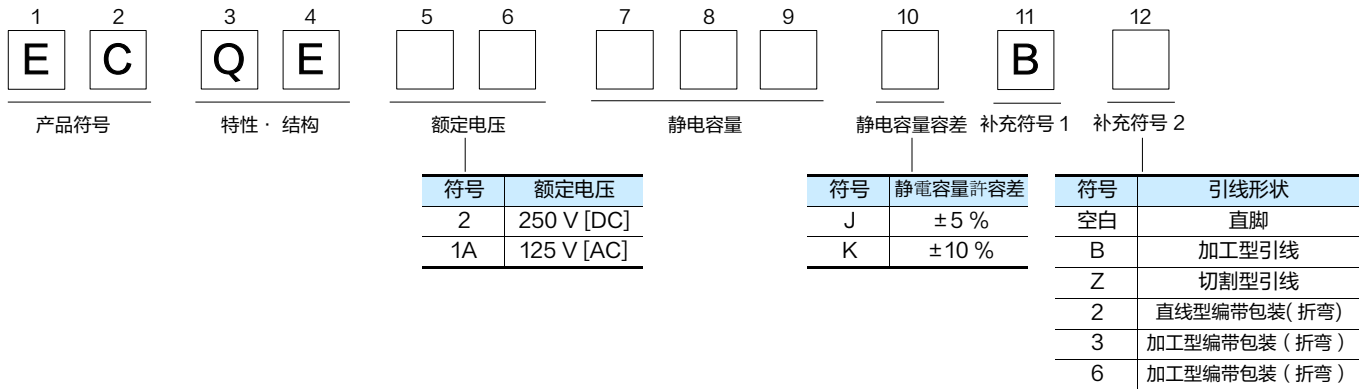 1 2 3 4 5 6 7 8 9 10 11 12
E C Q E B
产品符号 特性· 结构 额定电压 静电容量 静电容量容差 补充符号 1 补充符号 2
符号 额定电压
2 250 V [DC]
1A 125 V [AC]
符号 静電容量許容差
J ±5 %
K ±10 %
符号 引线形状
空白 直脚
B 加工型引线
Z 切割型引线
2 直线型编带包装( 折弯)
3 加工型编带包装 ( 折弯 )
6 加工型编带包装 ( 折弯 )